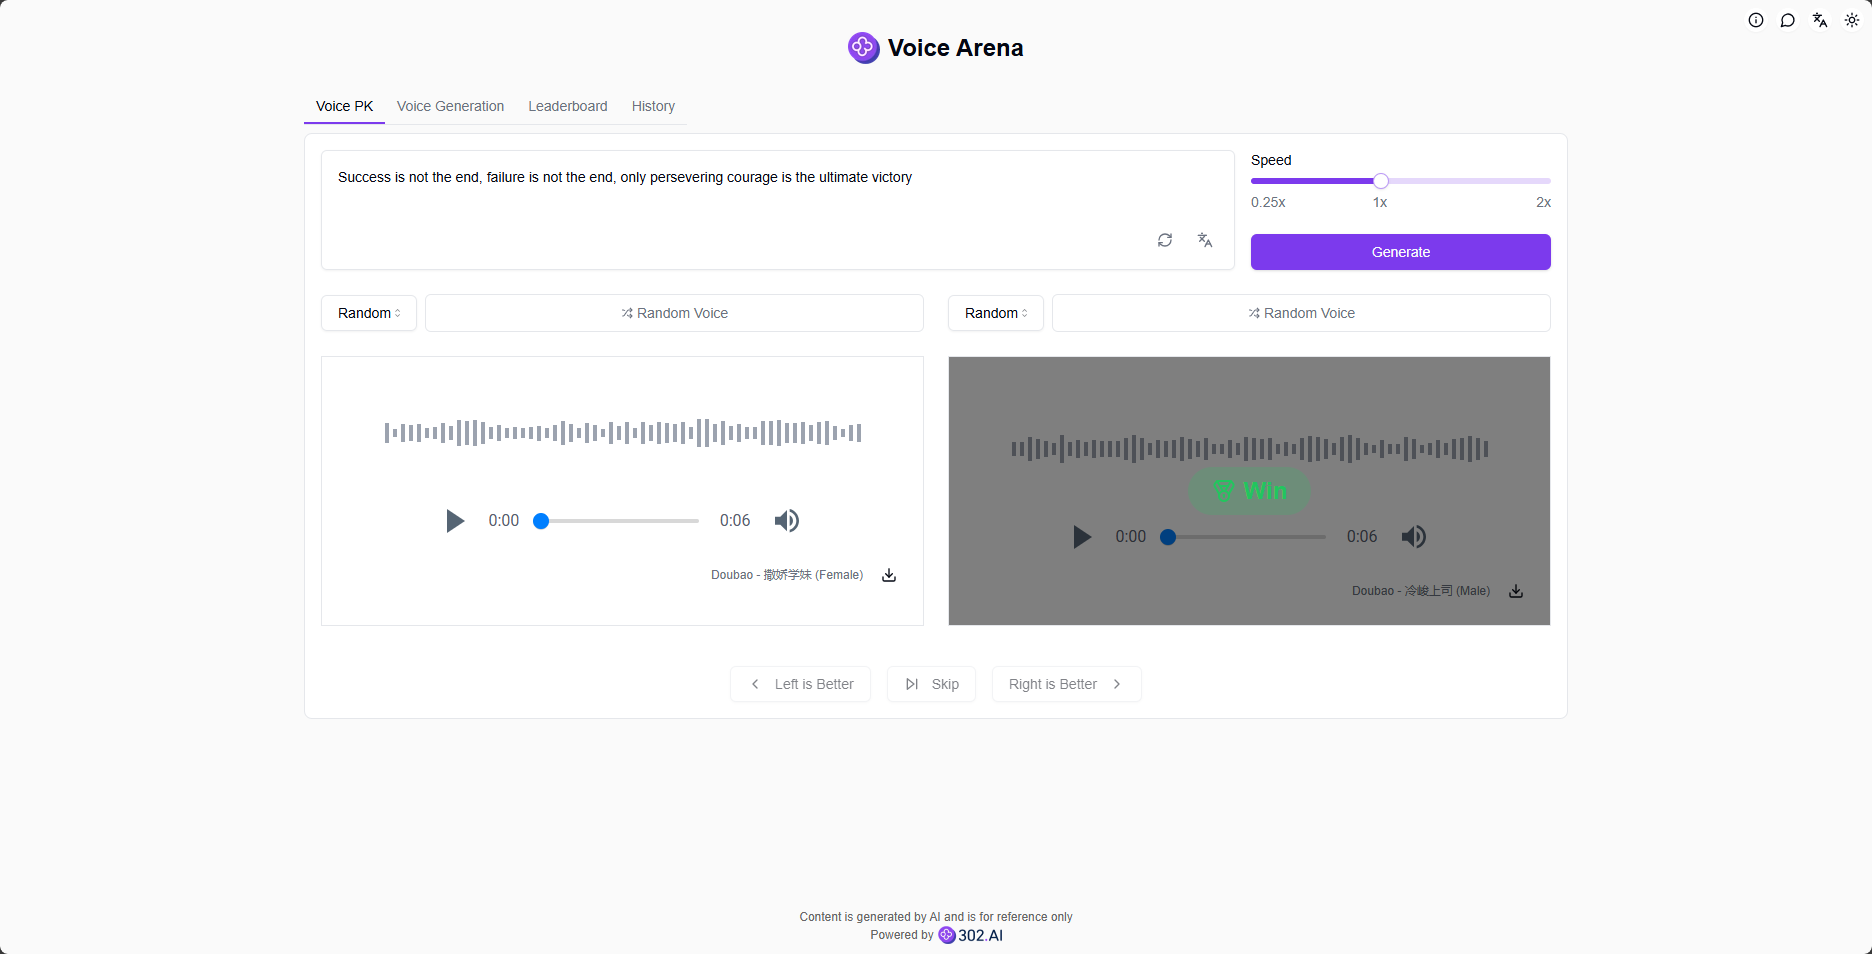 Voice Arena
Voice PK Voice Generation Leaderboard History
Success is not the end, failure is not the end, only persevering courage is the ultimate victory
Speed
0.25x 1x 2x
Generate
Random Random Voice Random Random Voice
0:00 0:06
Doubao - 撒娇学妹 (Female)
Win
0:00 0:06
Doubao - 冷峻上司 (Male)
Left is Better Skip Right is Better
Content is generated by AI and is for reference only
Powered by 302.AI